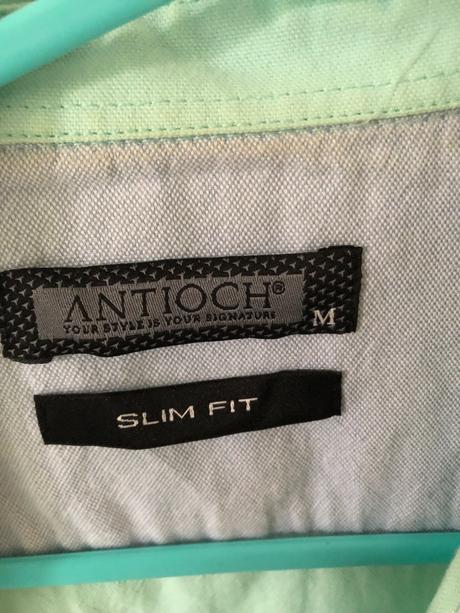 ANTIOCH®
YOUR STYLE IS YOUR SIGNATURE
M
SLIM FIT